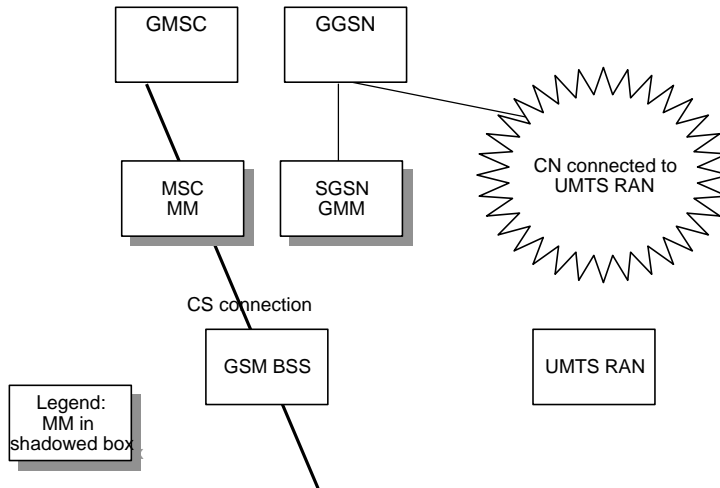 GMSC
GGSN
MSC
MM
SGSN
GMM
CN connected to
UMTS RAN
CS connection
GSM BSS
UMTS RAN
Legend:
MM in
shadowed box